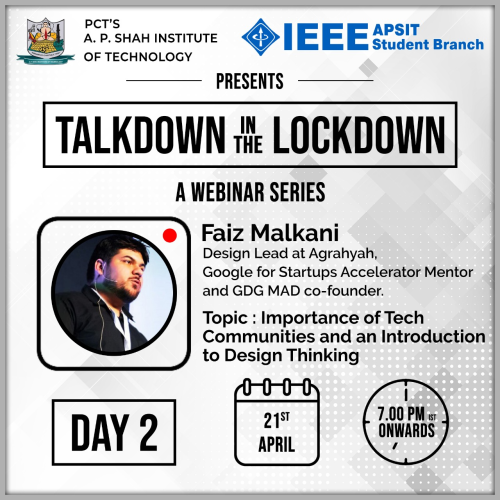 PCT'S
A. P. SHAH INSTITUTE
OF TECHNOLOGY
IEEE APSIT
Student Branch
PRESENTS
TALKDOWN IN THE LOCKDOWN
A WEBINAR SERIES
Faiz Malkani
Design Lead at Agrahyah,
Google for Startups Accelerator Mentor
and GDG MAD co-founder.
Topic : Importance of Tech
Communities and an Introduction
to Design Thinking
DAY 2
21ST
APRIL
7.00 PM IST
ONWARDS